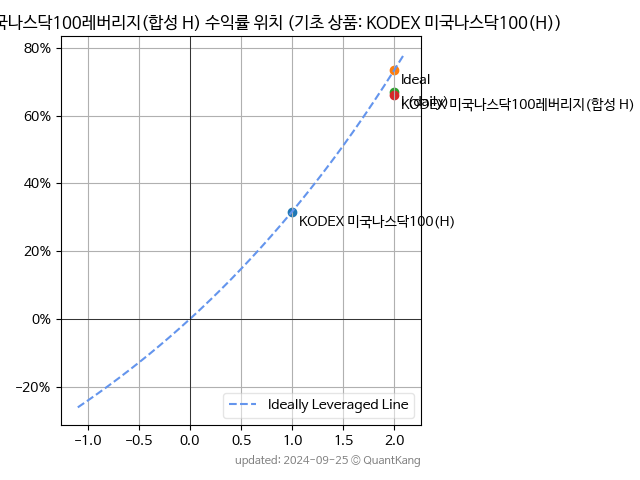 국나스닥100레버리지(합성 H) 수익률 위치 (기초 상품: KODEX 미국나스닥100(H))
80%
60%
40%
20%
0%
−20%
Ideal
(daily)
KODEX 미국나스닥100레버리지(합성 H)
KODEX 미국나스닥100(H)
Ideally Leveraged Line
−1.0 −0.5 0.0 0.5 1.0 1.5 2.0
updated: 2024-09-25 © QuantKang